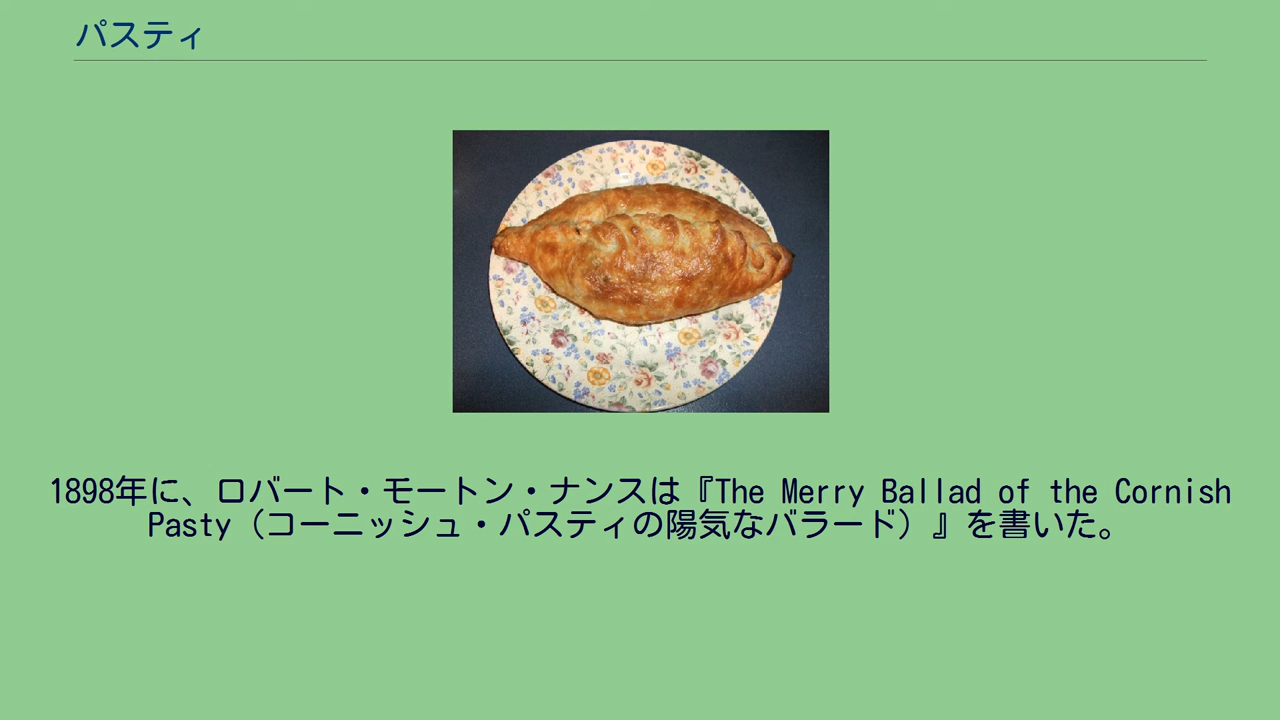 パスティ
1898年に、ロバート・モートン・ナンスは『The Merry Ballad of the Cornish
Pasty（コーニッシュ・パスティの陽気なバラード）』を書いた。